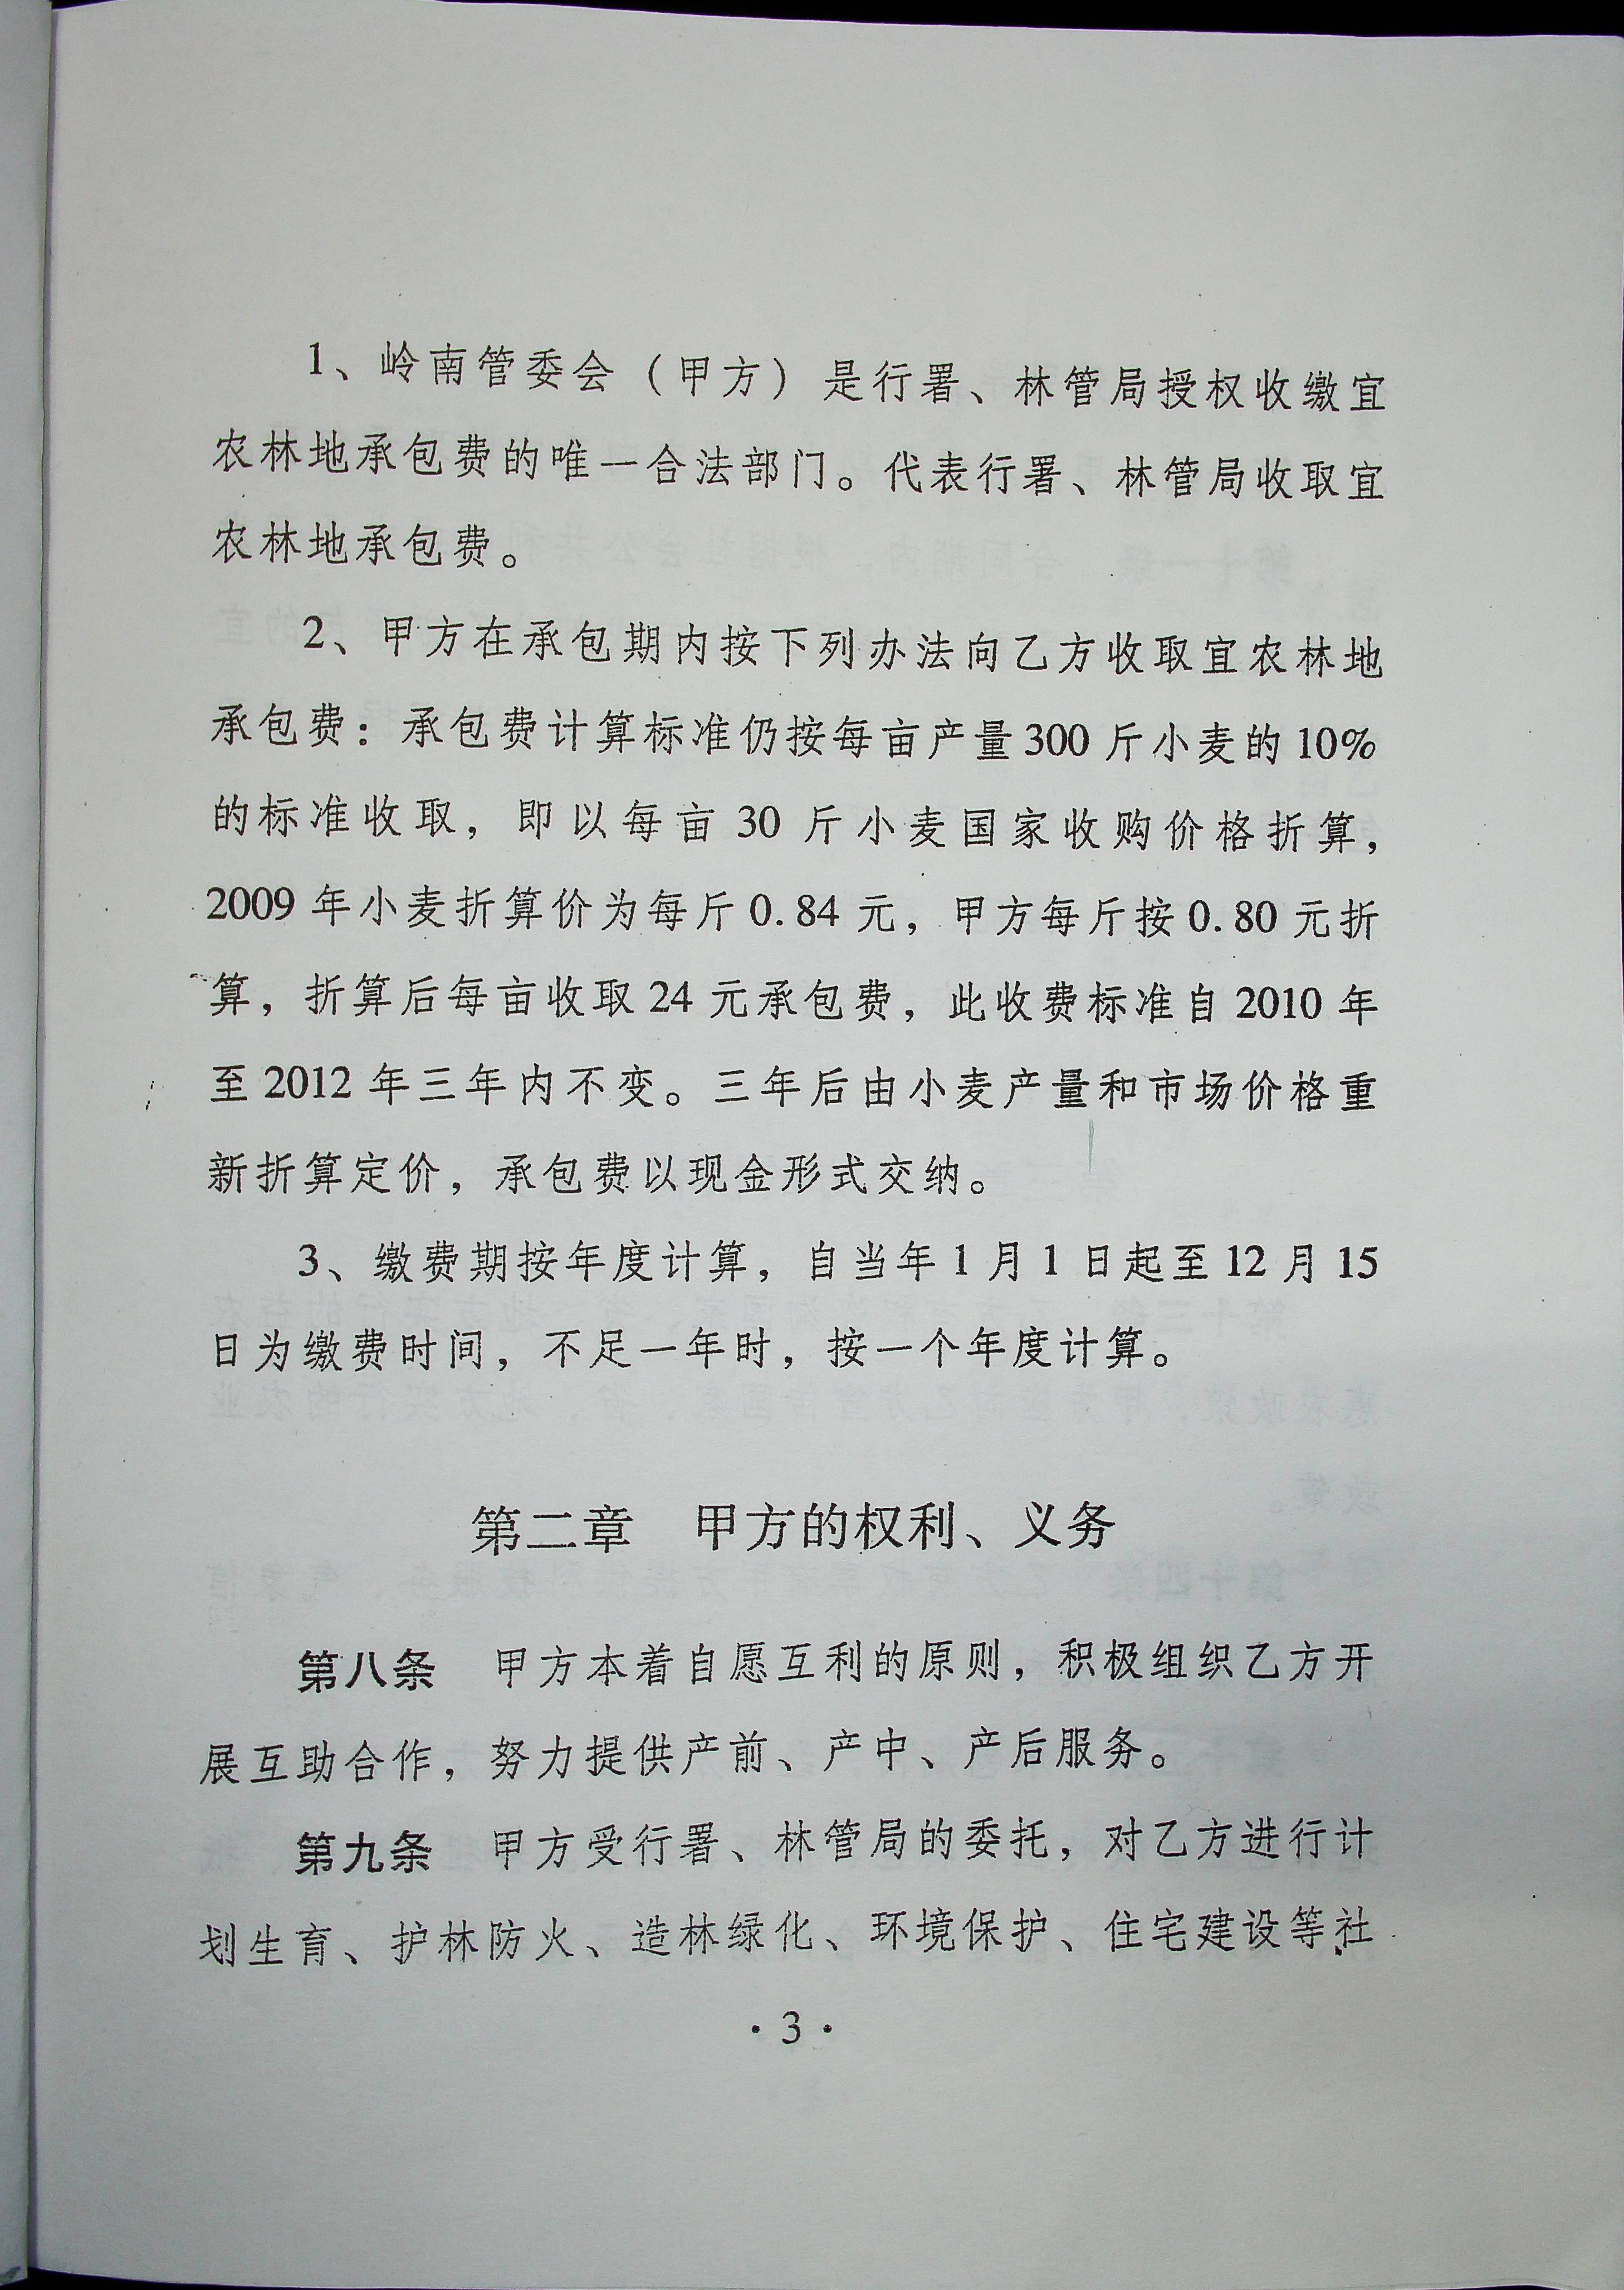 1、岭南管委会（甲方）是行署、林管局授权收缴宜
农林地承包费的唯一合法部门。代表行署、林管局收取宜
农林地承包费。
2、甲方在承包期内按下列办法向乙方收取宜农林地
承包费：承包费计算标准仍按每亩产量300斤小麦的10%
的标准收取，即以每亩30斤小麦国家收购价格折算，
2009年小麦折算价为每斤0.84元，甲方每斤按0.80元折
算，折算后每亩收取24元承包费，此收费标准自2010年
至2012年三年内不变。三年后由小麦产量和市场价格重
新折算定价，承包费以现金形式交纳。
3、缴费期按年度计算，自当年1月1日起至12月15
日为缴费时间，不足一年时，按一个年度计算。
第二章　甲方的权利、义务
第八条　甲方本着自愿互利的原则，积极组织乙方开
展互助合作，努力提供产前、产中、产后服务。
第九条　甲方受行署、林管局的委托，对乙方进行计
划生育、护林防火、造林绿化、环境保护、住宅建设等社
·3·